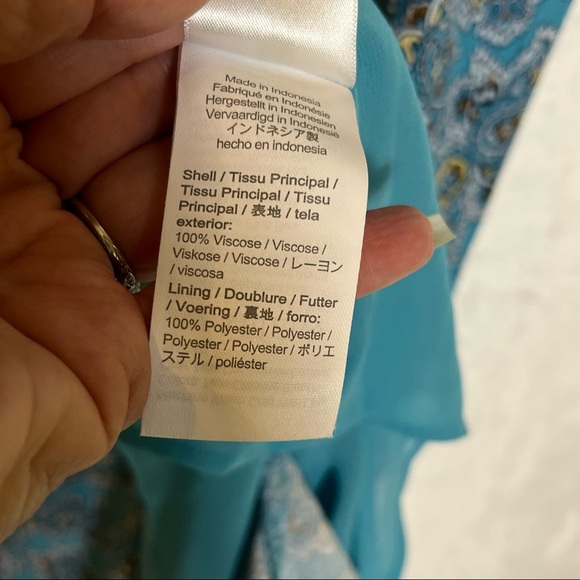 Made in Indonesia
Fabriqué en Indonésie
Hergestellt in Indonesien
Vervaardigd in Indonesië
インドネシア製
hecho en indonesia
Shell / Tissu Principal /
Tissu Principal / Tissu
Principal / 表地 / tela
exterior:
100% Viscose / Viscose /
Viskose / Viscose / レーヨン
/ viscosa
Lining / Doublure / Futter
/ Voering / 裏地 / forro:
100% Polyester / Polyester /
Polyester / Polyester / ポリエ
ステル / poliéster